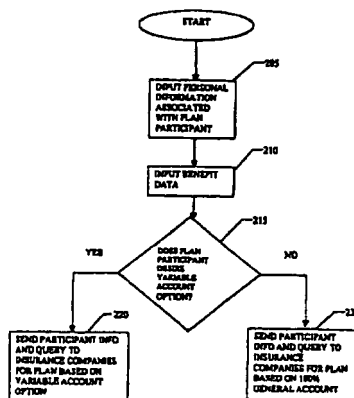 START
205
INPUT PERSONAL
INFORMATION
ASSOCIATED
WITH PLAN
PARTICIPANT
210
INPUT BENEFIT
DATA
215
DOES PLAN
PARTICIPANT
DESIRE
VARIABLE
ACCOUNT
OPTION?
YES
NO
220
SEND PARTICIPANT INFO
AND QUERY TO
INSURANCE COMPANIES
FOR PLAN BASED ON
VARIABLE ACCOUNT
OPTION
SEND PARTICIPANT
INFO AND QUERY TO
INSURANCE
COMPANIES FOR PLAN
BASED ON 100%
GENERAL ACCOUNT